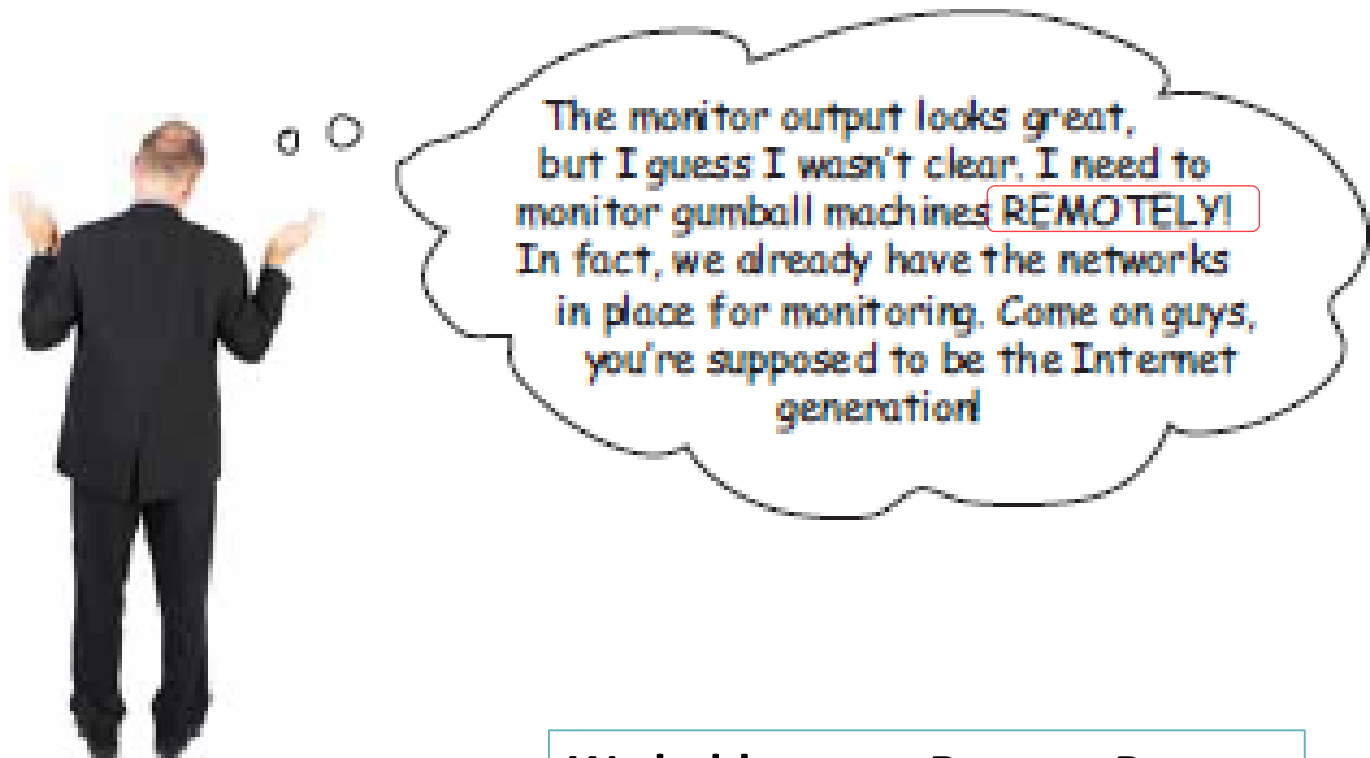 The monitor output looks great,
but I guess I wasn't clear. I need to
monitor gumball machines REMOTELY!
In fact, we already have the networks
in place for monitoring. Come on guys,
you're supposed to be the Internet
generation!